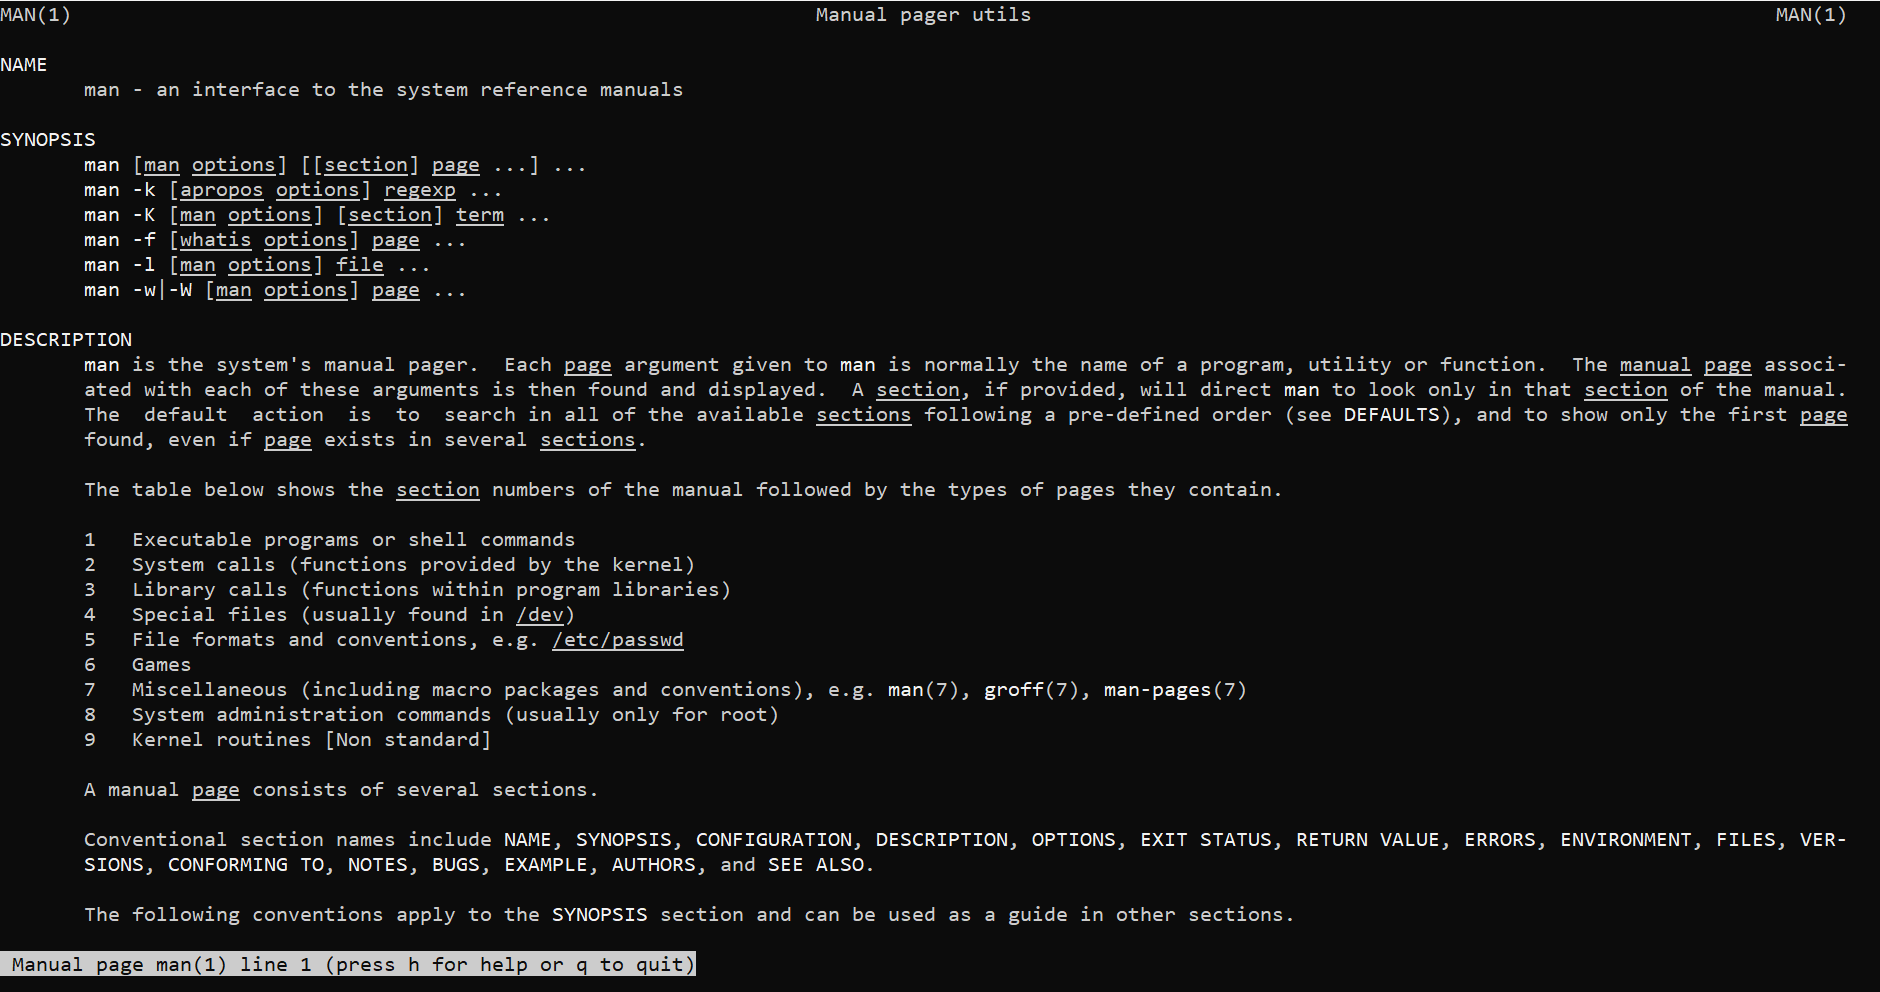 MAN(1) Manual pager utils MAN(1)
NAME
man - an interface to the system reference manuals
SYNOPSIS
man [man options] [[section] page ...] ...
man -k [apropos options] regexp ...
man -K [man options] [section] term ...
man -f [whatis options] page ...
man -l [man options] file ...
man -w|-W [man options] page ...
DESCRIPTION
man is the system's manual pager.  Each page argument given to man is normally the name of a program, utility or function.  The manual page associ-
ated with each of these arguments is then found and displayed.  A section, if provided, will direct man to look only in that section of the manual.
The  default  action  is  to  search in all of the available sections following a pre-defined order (see DEFAULTS), and to show only the first page
found, even if page exists in several sections.
The table below shows the section numbers of the manual followed by the types of pages they contain.
1   Executable programs or shell commands
2   System calls (functions provided by the kernel)
3   Library calls (functions within program libraries)
4   Special files (usually found in /dev)
5   File formats and conventions, e.g. /etc/passwd
6   Games
7   Miscellaneous (including macro packages and conventions), e.g. man(7), groff(7), man-pages(7)
8   System administration commands (usually only for root)
9   Kernel routines [Non standard]
A manual page consists of several sections.
Conventional section names include NAME, SYNOPSIS, CONFIGURATION, DESCRIPTION, OPTIONS, EXIT STATUS, RETURN VALUE, ERRORS, ENVIRONMENT, FILES, VER-
SIONS, CONFORMING TO, NOTES, BUGS, EXAMPLE, AUTHORS, and SEE ALSO.
The following conventions apply to the SYNOPSIS section and can be used as a guide in other sections.
Manual page man(1) line 1 (press h for help or q to quit)